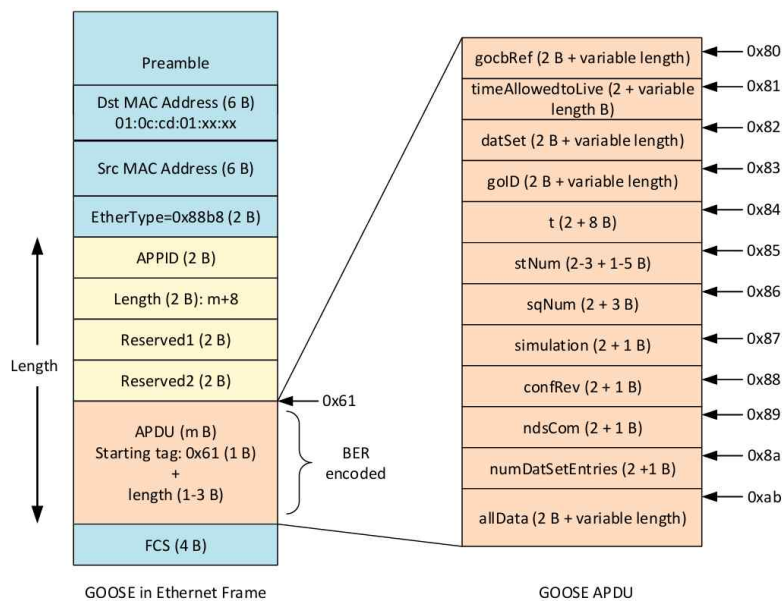 Preamble
Dst MAC Address (6 B)
01:0c:cd:01:xx:xx
Src MAC Address (6 B)
EtherType=0x88b8 (2 B)
APPID (2 B)
Length (2 B): m+8
Reserved1 (2 B)
Reserved2 (2 B)
Length
0x61
APDU (m B)
Starting tag: 0x61 (1 B)
+
length (1-3 B)
BER
encoded
FCS (4 B)
GOOSE in Ethernet Frame
gocbRef (2 B + variable length)
0x80
timeAllowedtoLive (2 + variable
length B)
0x81
datSet (2 B + variable length)
0x82
goID (2 B + variable length)
0x83
t (2 + 8 B)
0x84
stNum (2-3 + 1-5 B)
0x85
sqNum (2 + 3 B)
0x86
simulation (2 + 1 B)
0x87
confRev (2 + 1 B)
0x88
ndsCom (2 + 1 B)
0x89
numDatSetEntries (2 +1 B)
0x8a
allData (2 B + variable length)
0xab
GOOSE APDU